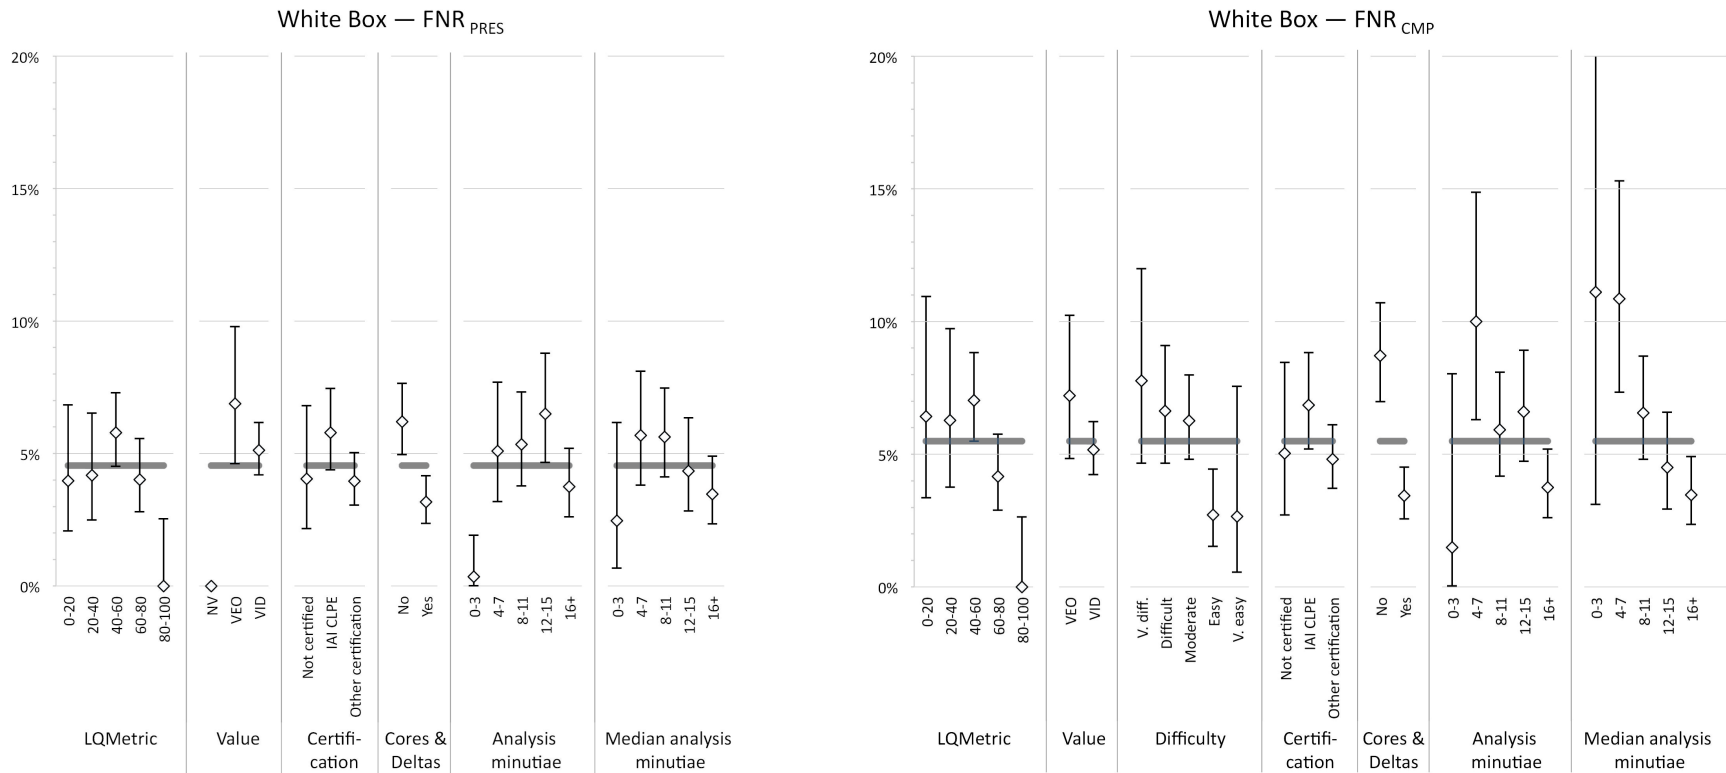 White Box — FNR PRES
20%
15%
10%
5%
0%
0-20
20-40
40-60
60-80
80-100
NV
VEO
VID
Not certified
IAI CLPE
Other certification
No
Yes
0-3
4-7
8-11
12-15
16+
0-3
4-7
8-11
12-15
16+
LQMetric
Value
Certifi-
cation
Cores &
Deltas
Analysis
minutiae
Median analysis
minutiae
White Box — FNR CMP
20%
15%
10%
5%
0%
0-20
20-40
40-60
60-80
80-100
VEO
VID
V. diff.
Difficult
Moderate
Easy
V. easy
Not certified
IAI CLPE
Other certification
No
Yes
0-3
4-7
8-11
12-15
16+
0-3
4-7
8-11
12-15
16+
LQMetric
Value
Difficulty
Certifi-
cation
Cores &
Deltas
Analysis
minutiae
Median analysis
minutiae